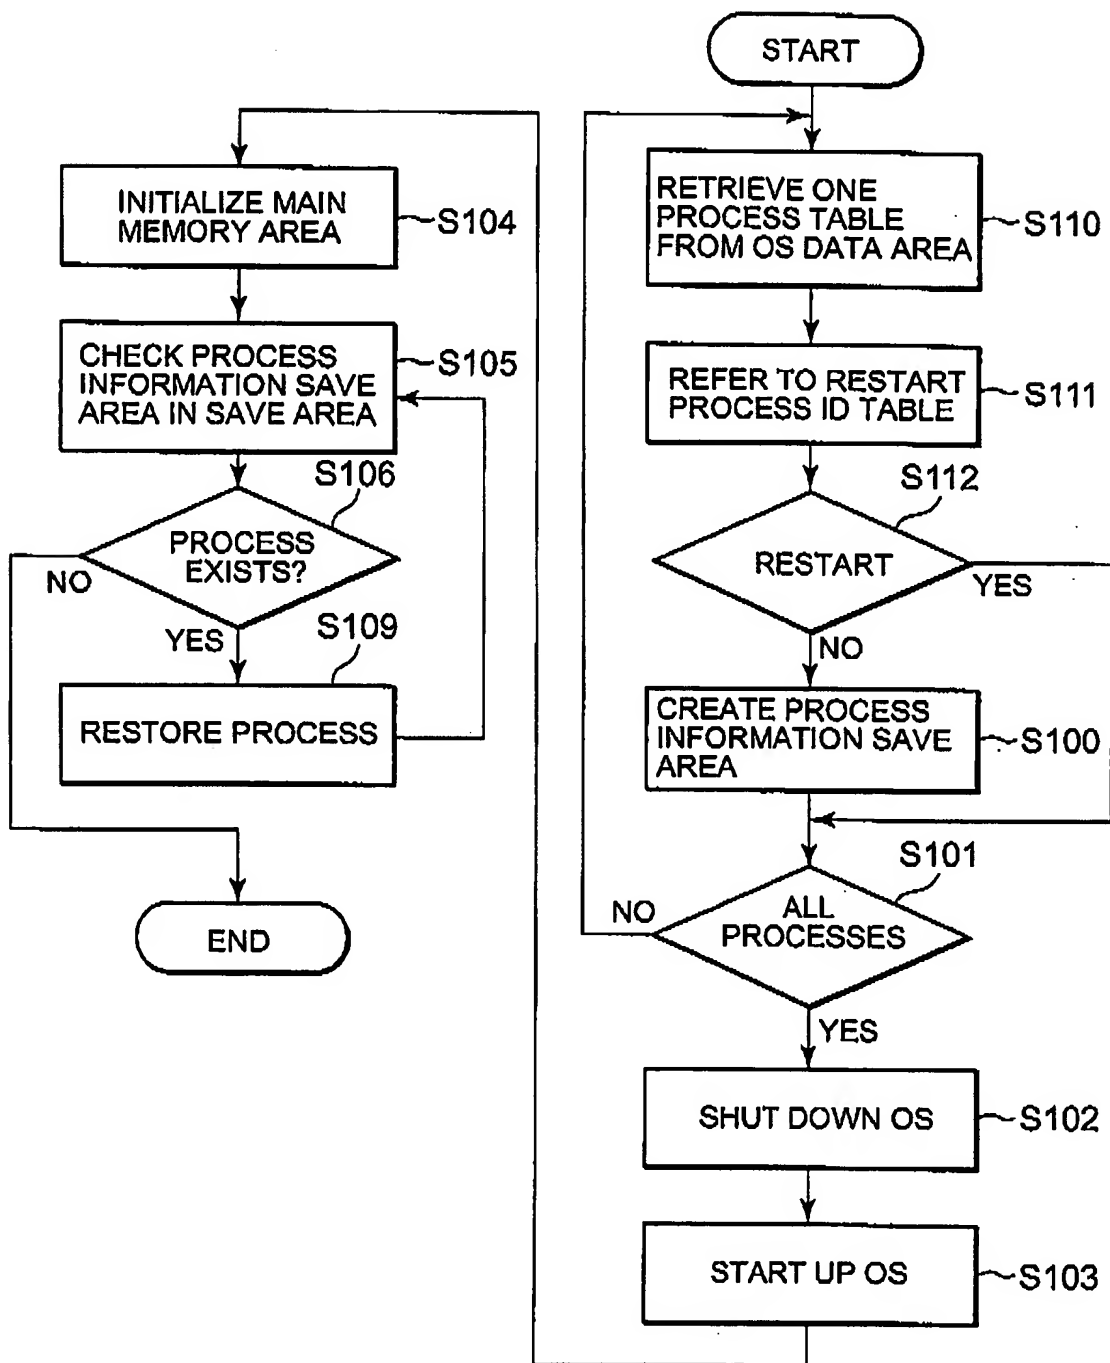 START
RETRIEVE ONE
PROCESS TABLE
FROM OS DATA AREA
S110
REFER TO RESTART
PROCESS ID TABLE
S111
S112
RESTART
YES
NO
CREATE PROCESS
INFORMATION SAVE
AREA
S100
S101
ALL
PROCESSES
NO
YES
SHUT DOWN OS
S102
START UP OS
S103
INITIALIZE MAIN
MEMORY AREA
S104
CHECK PROCESS
INFORMATION SAVE
AREA IN SAVE AREA
S105
S106
PROCESS
EXISTS?
NO
YES
S109
RESTORE PROCESS
END